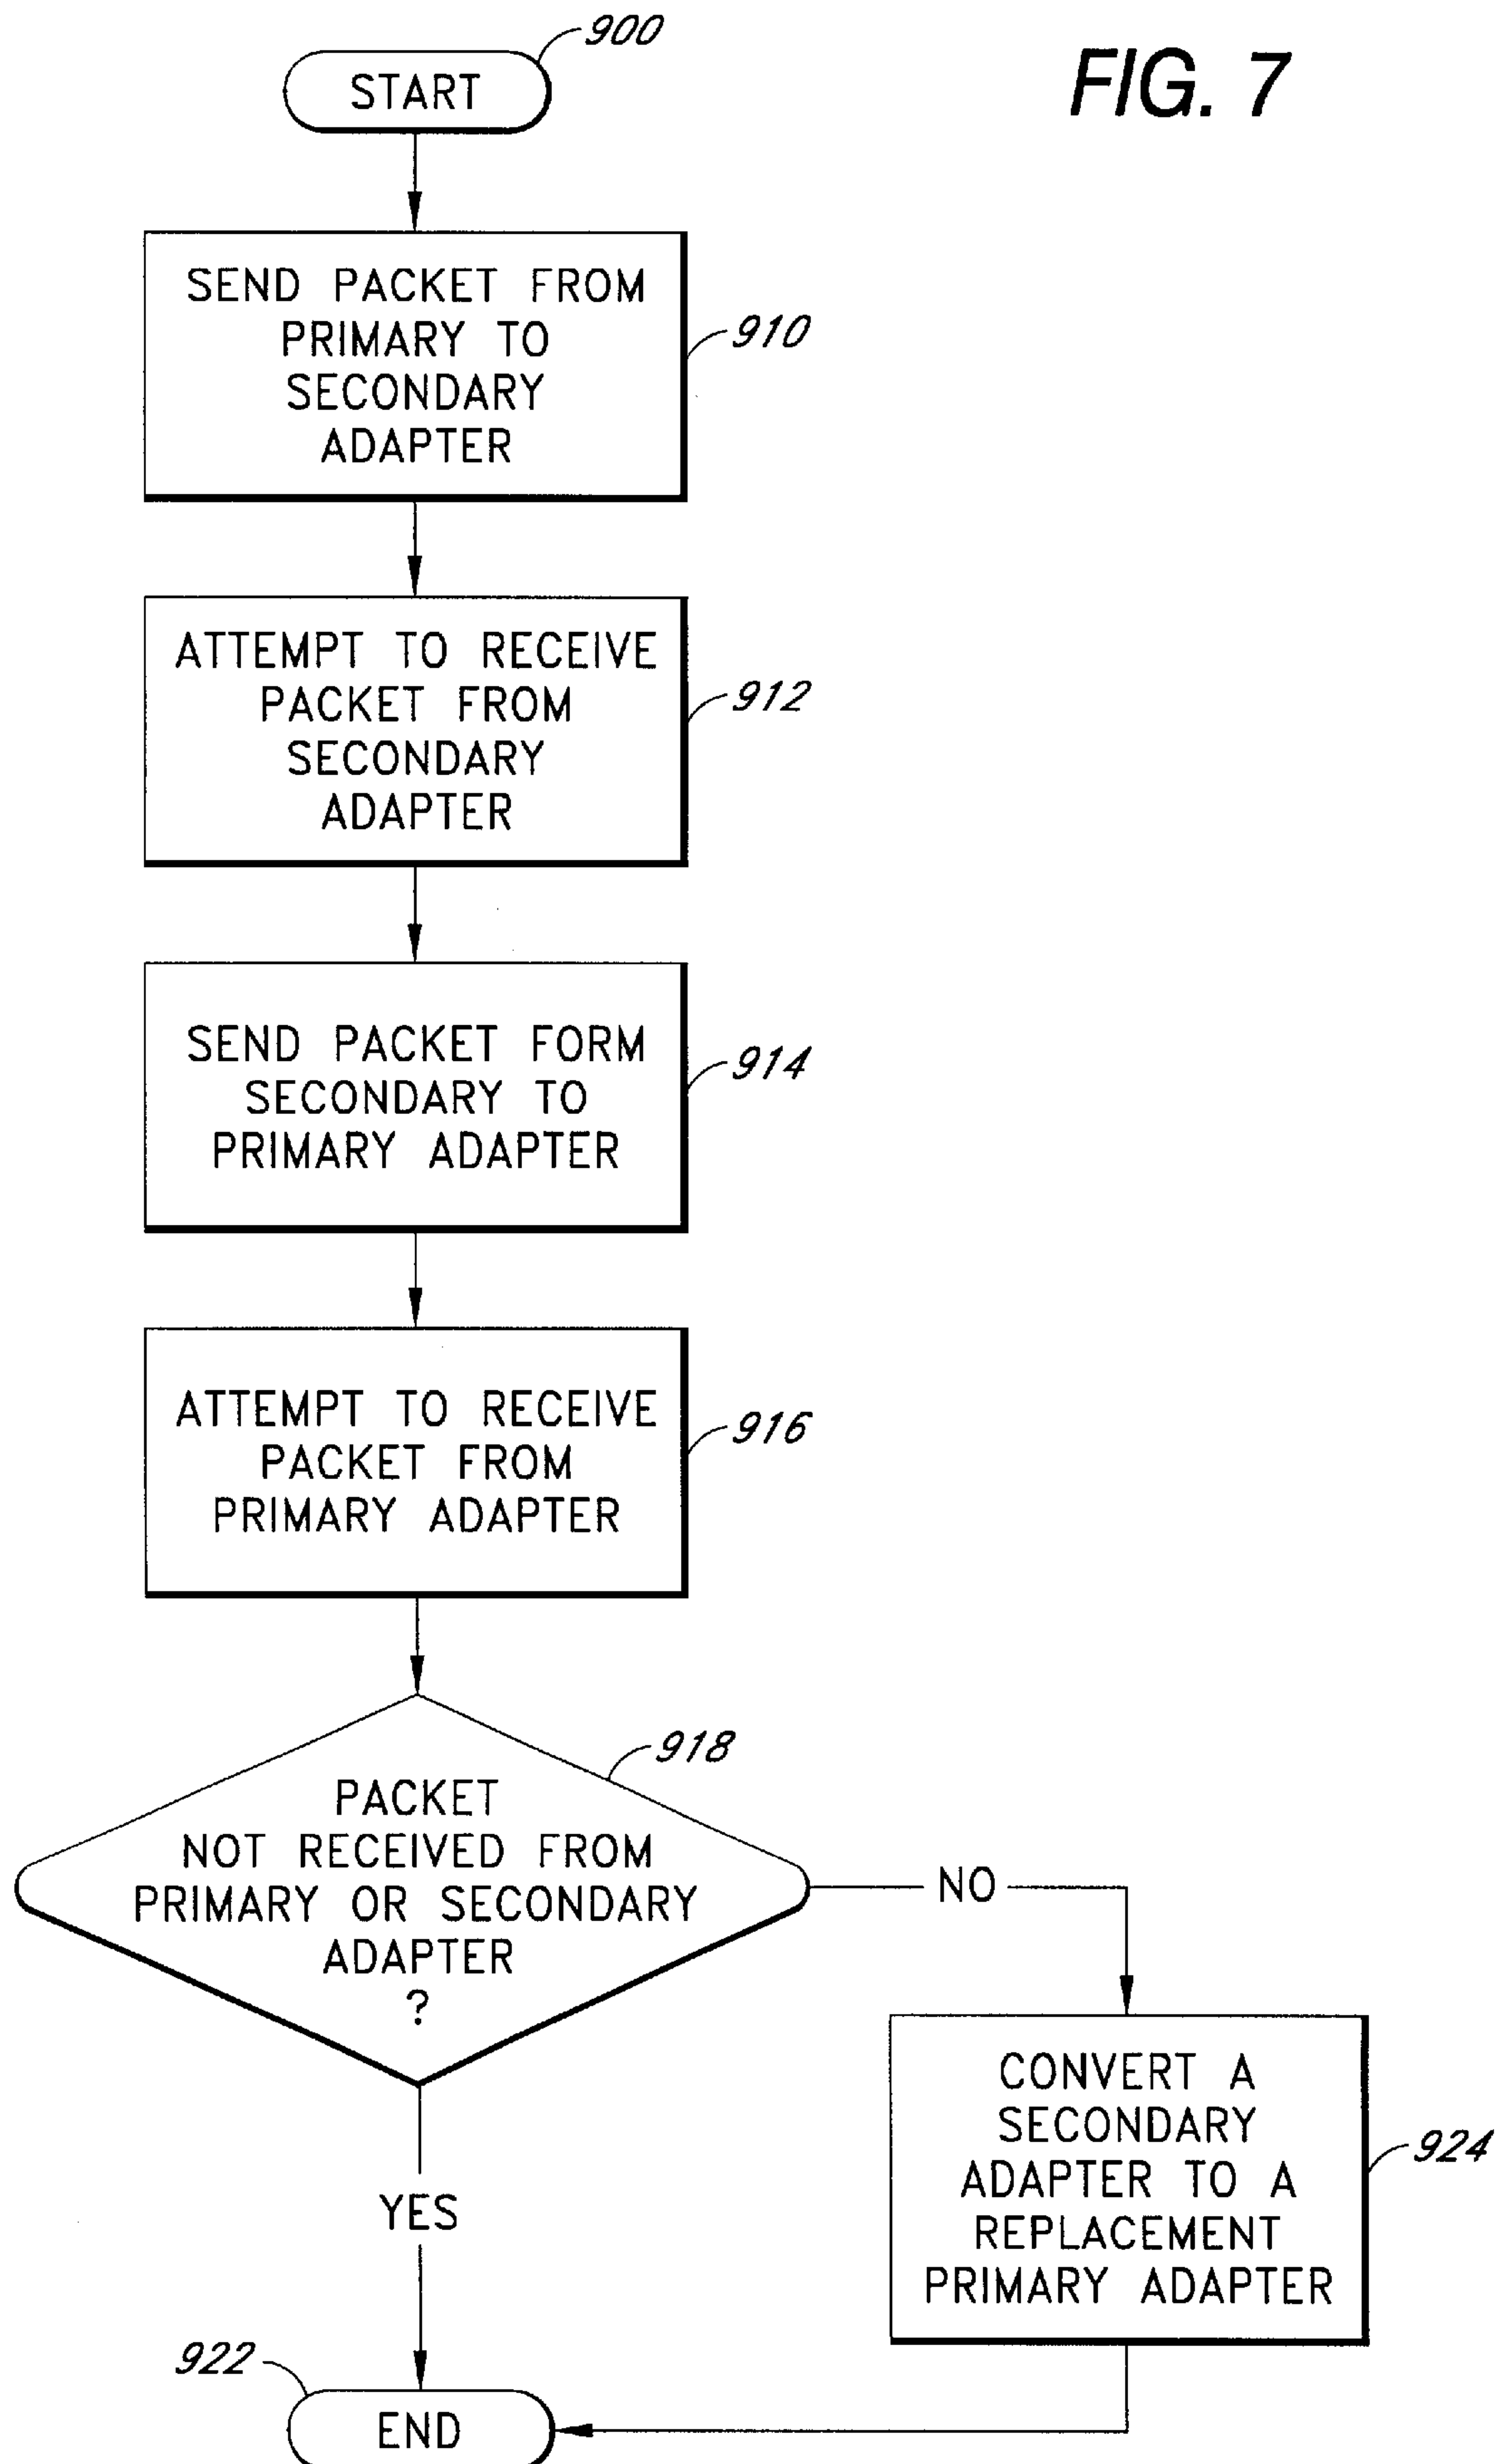 900
FIG. 7
START
SEND PACKET FROM
PRIMARY TO
SECONDARY
ADAPTER
910
ATTEMPT TO RECEIVE
PACKET FROM
SECONDARY
ADAPTER
912
SEND PACKET FORM
SECONDARY TO
PRIMARY ADAPTER
914
ATTEMPT TO RECEIVE
PACKET FROM
PRIMARY ADAPTER
916
918
PACKET
NOT RECEIVED FROM
PRIMARY OR SECONDARY
ADAPTER
?
NO
CONVERT A
SECONDARY
ADAPTER TO A
REPLACEMENT
PRIMARY ADAPTER
924
YES
922
END